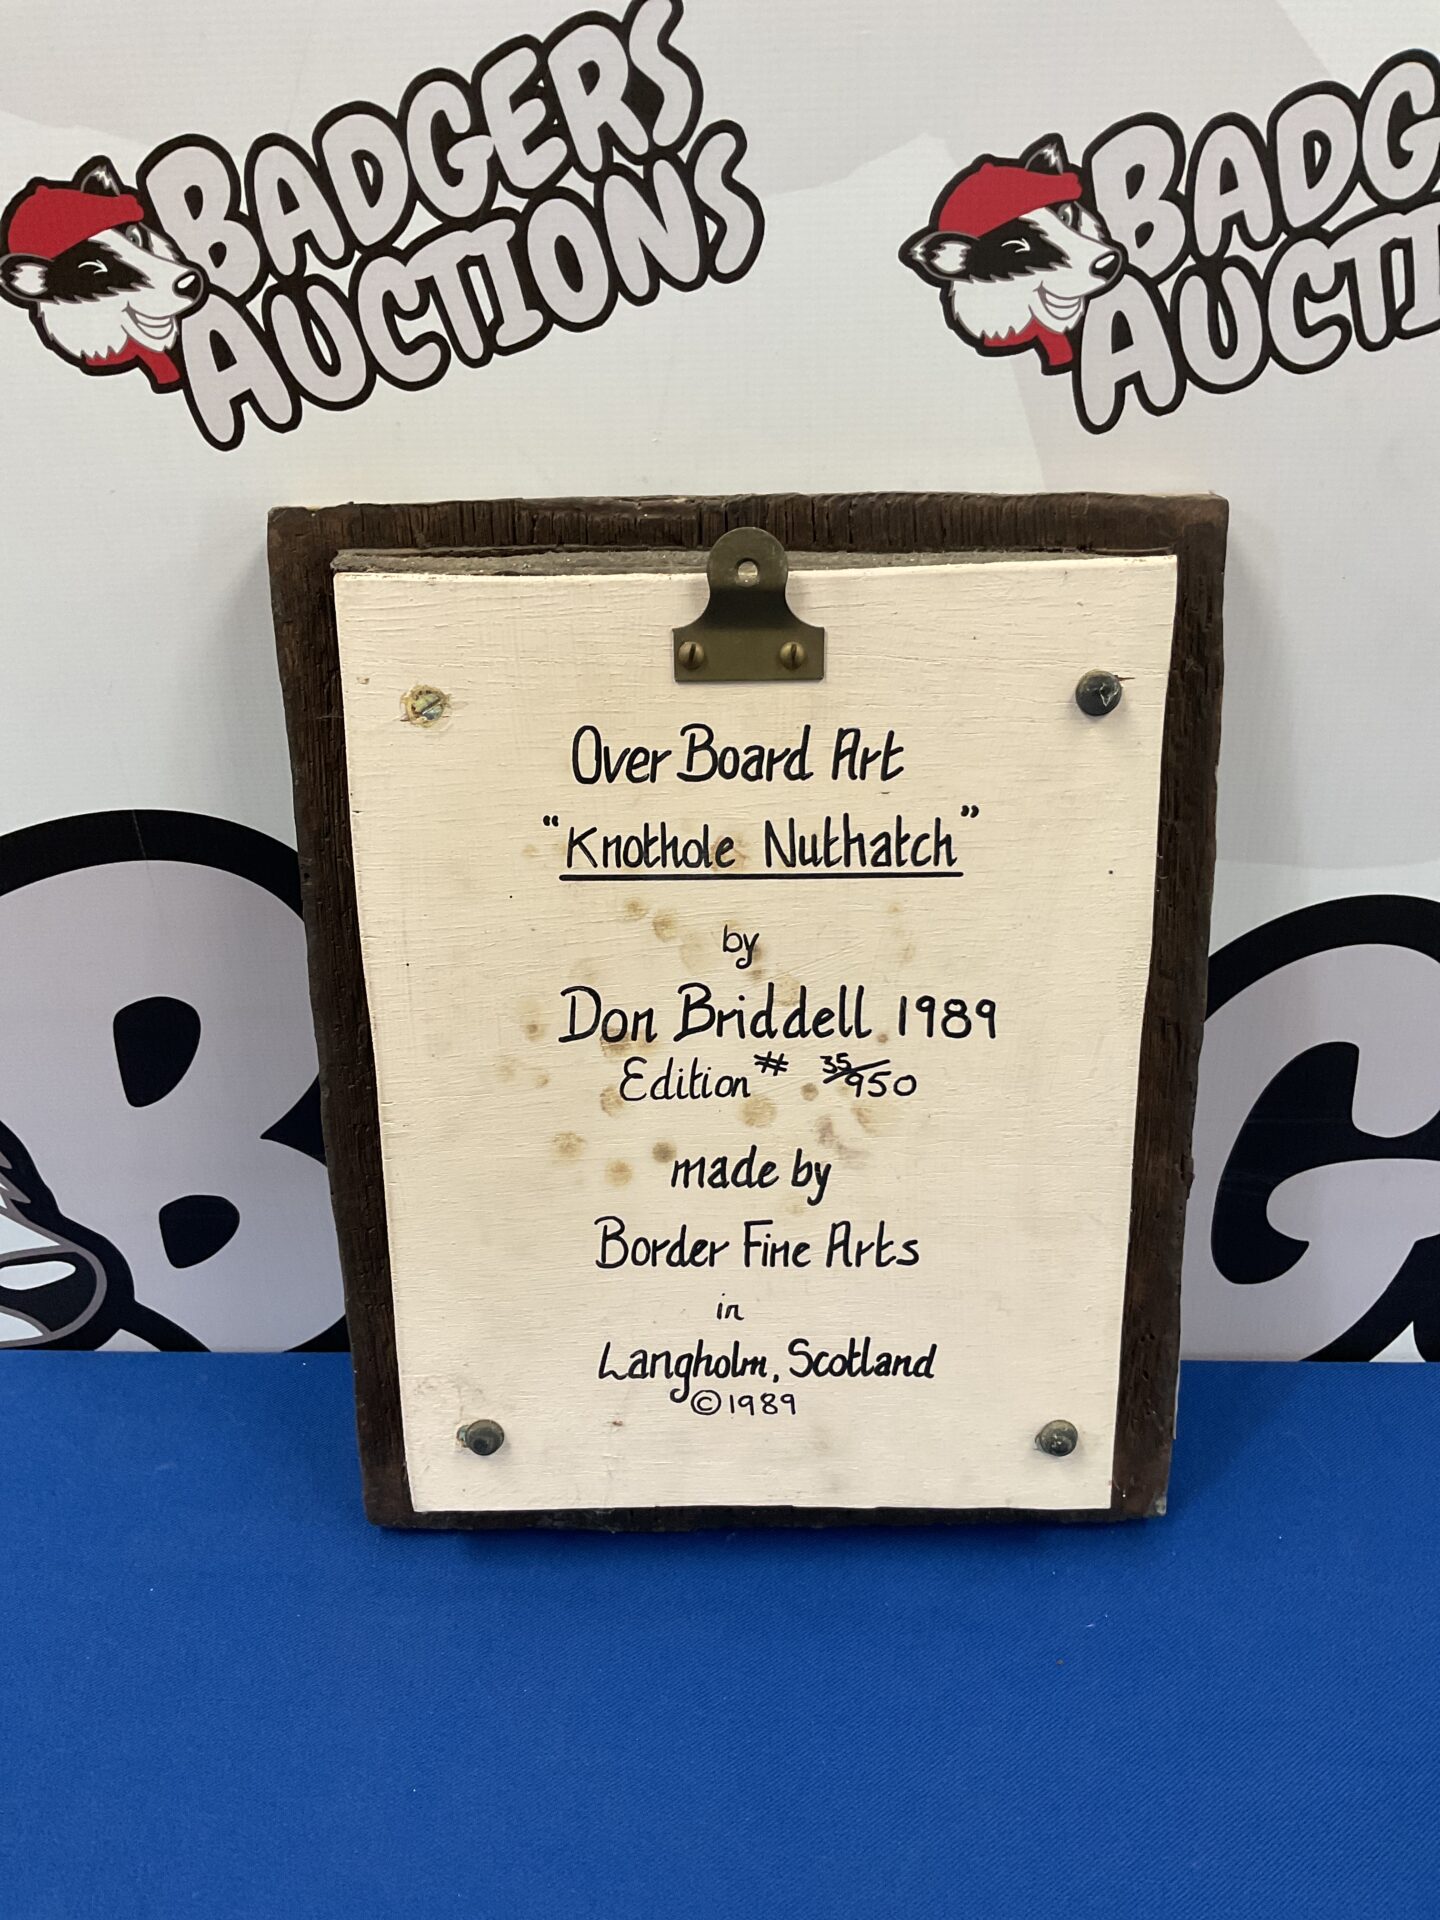 BADGERS
AUCTIONS
BADG
AUCTI
Over Board Art
"Knothole Nuthatch"
by
Don Briddell 1989
Edition # 35/950
made by
Border Fine Arts
in
Langholm, Scotland
©1989
B
G